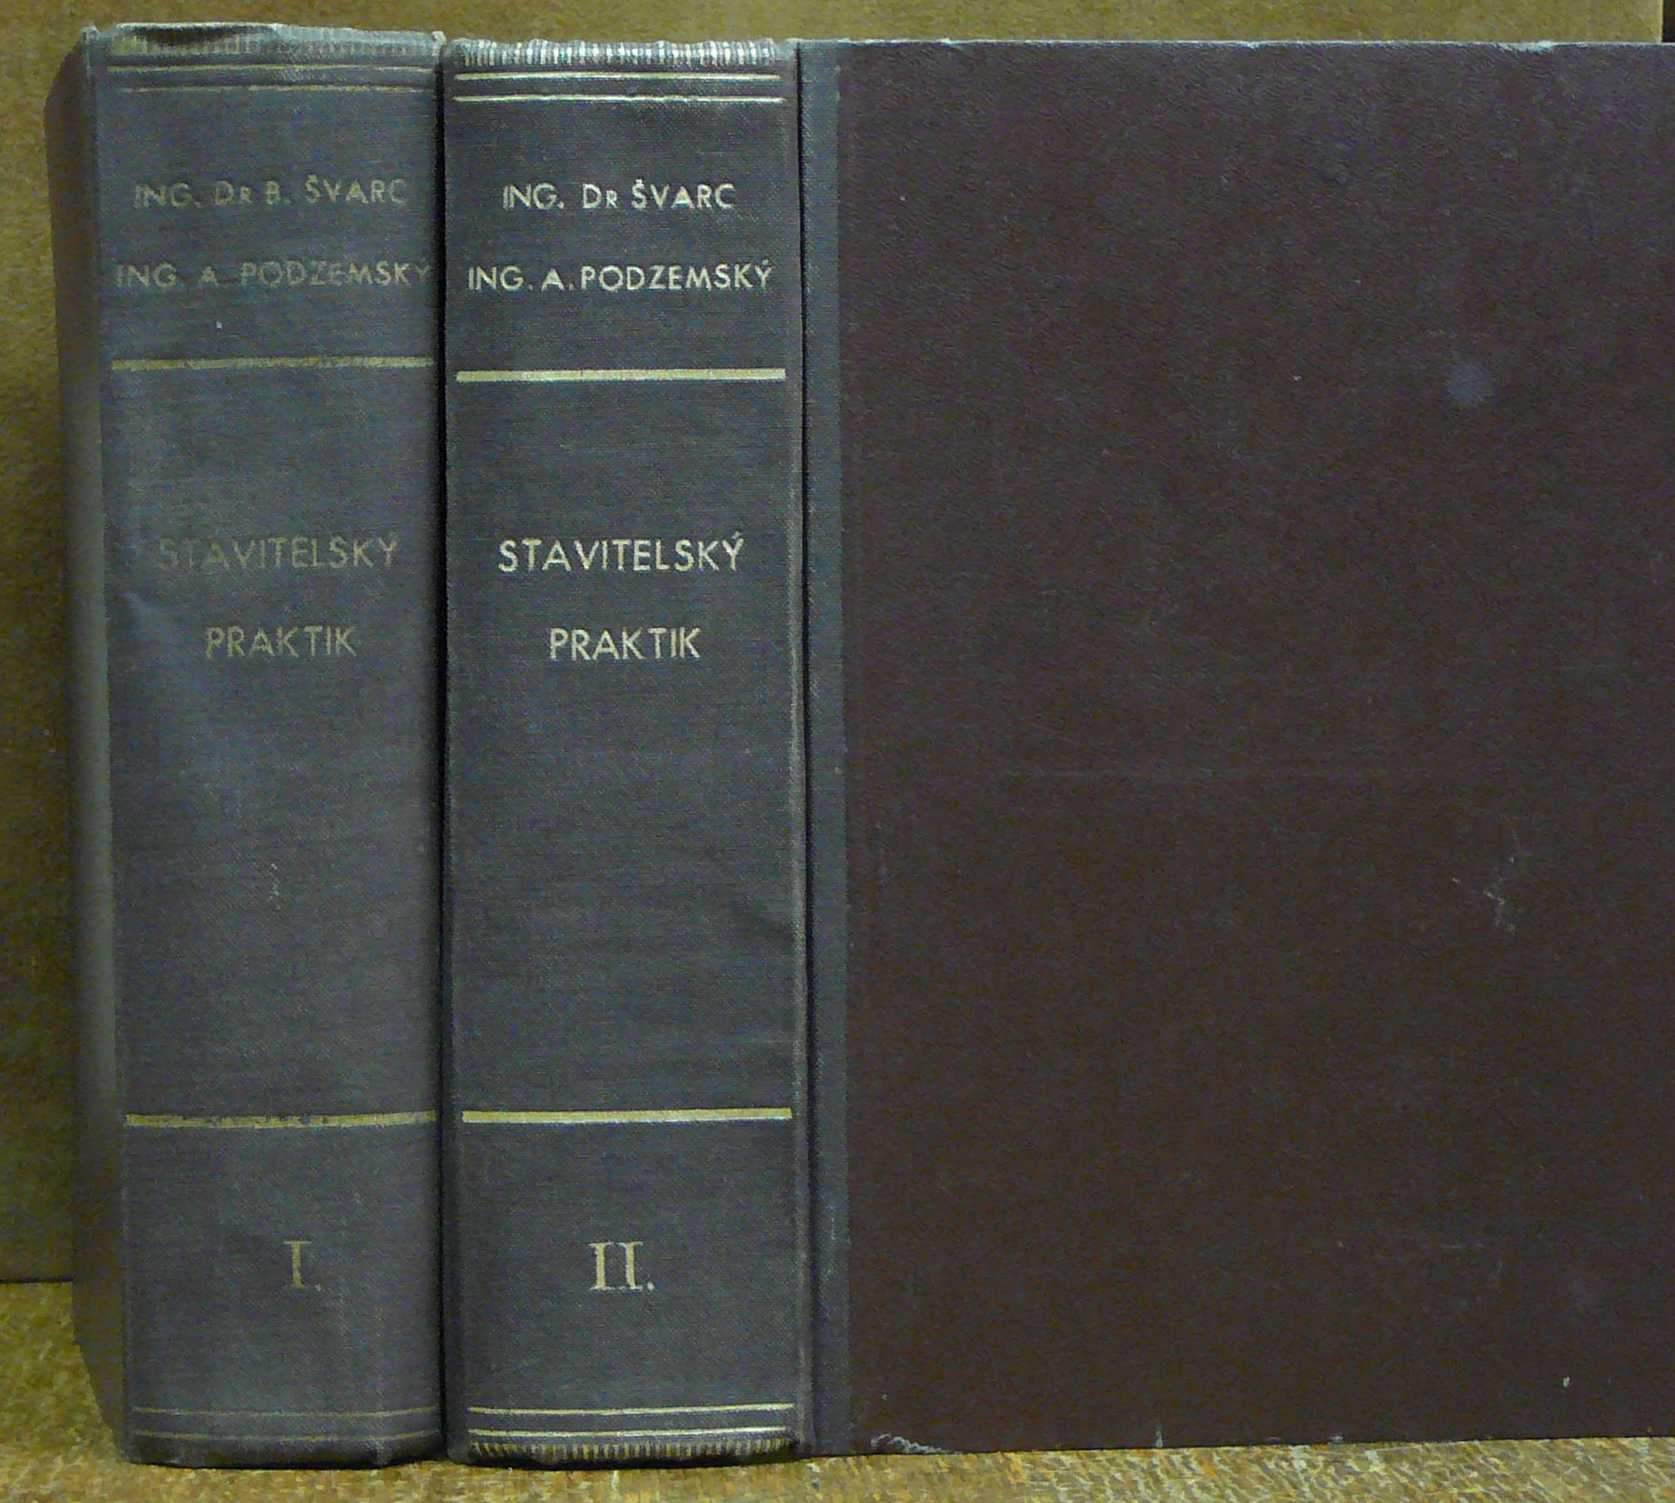 ING. DR B. ŠVARC
ING. A. PODZEMSKÝ
STAVITELSKÝ
PRAKTIK
I.
ING. DR ŠVARC
ING. A. PODZEMSKÝ
STAVITELSKÝ
PRAKTIK
II.